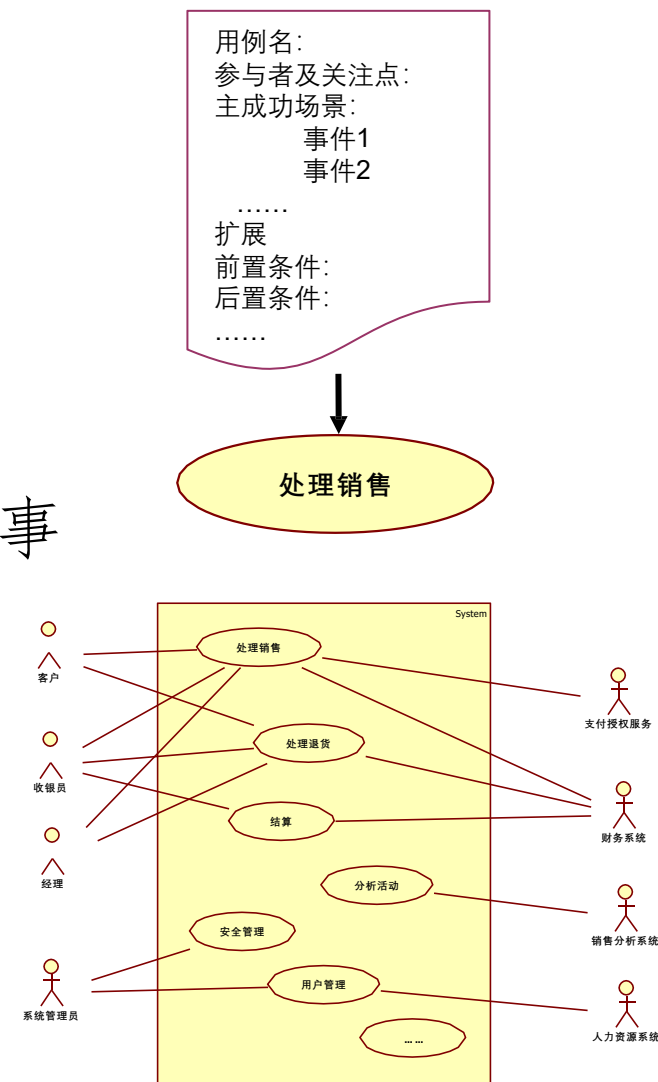 用例名:
参与者及关注点:
主成功场景:
事件1
事件2
......
扩展
前置条件:
后置条件:
......
处理销售
事
System
处理销售
客户
支付授权服务
处理退货
收银员
结算
财务系统
经理
分析活动
安全管理
销售分析系统
用户管理
系统管理员
人力资源系统
... ...